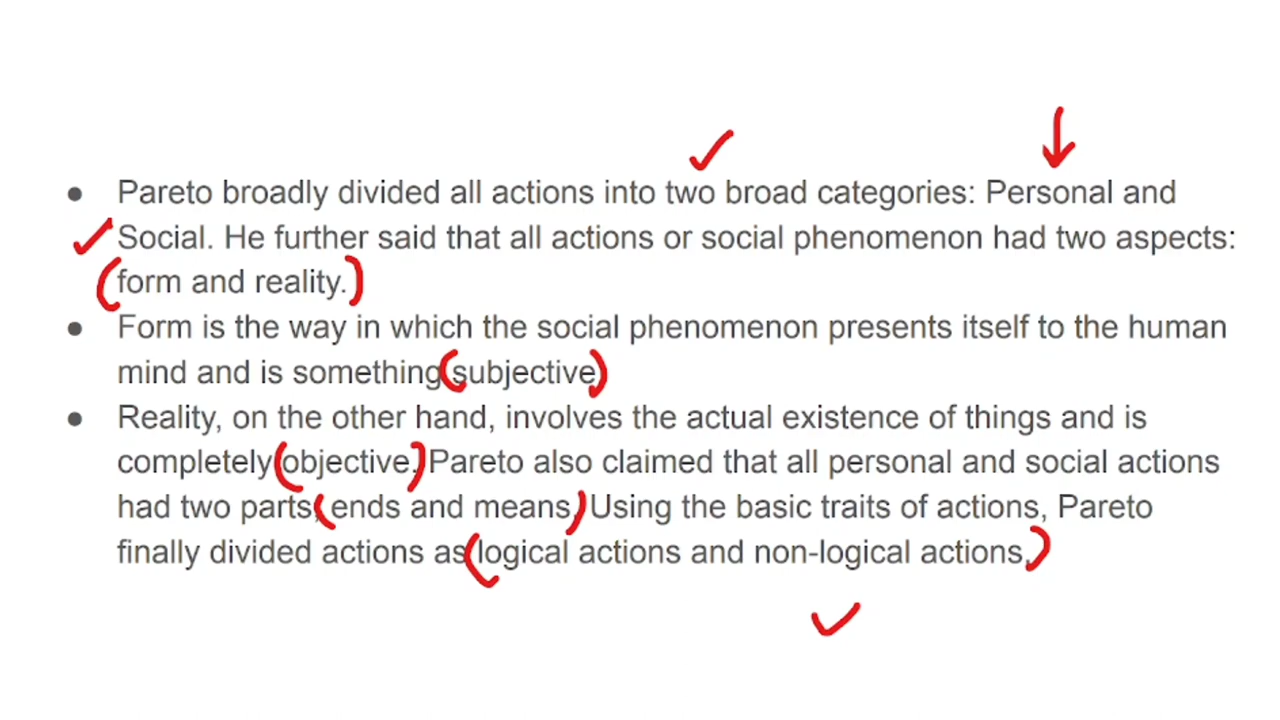 ● Pareto broadly divided all actions into two broad categories: Personal and
Social. He further said that all actions or social phenomenon had two aspects:
form and reality.
● Form is the way in which the social phenomenon presents itself to the human
mind and is something subjective
● Reality, on the other hand, involves the actual existence of things and is
completely objective. Pareto also claimed that all personal and social actions
had two parts, ends and means. Using the basic traits of actions, Pareto
finally divided actions as logical actions and non-logical actions.